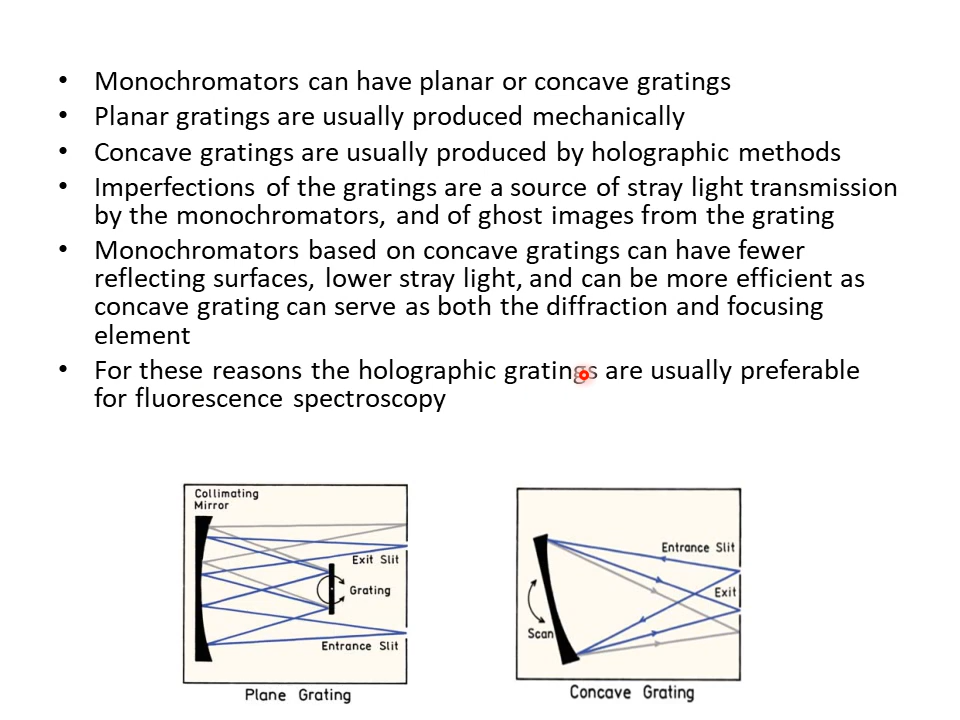 • Monochromators can have planar or concave gratings
• Planar gratings are usually produced mechanically
• Concave gratings are usually produced by holographic methods
• Imperfections of the gratings are a source of stray light transmission
by the monochromators, and of ghost images from the grating
• Monochromators based on concave gratings can have fewer
reflecting surfaces, lower stray light, and can be more efficient as
concave grating can serve as both the diffraction and focusing
element
• For these reasons the holographic gratings are usually preferable
for fluorescence spectroscopy
Collimating
Mirror
Exit Slit
Grating
Entrance Slit
Plane Grating
Entrance Slit
Exit
Scan
Concave Grating